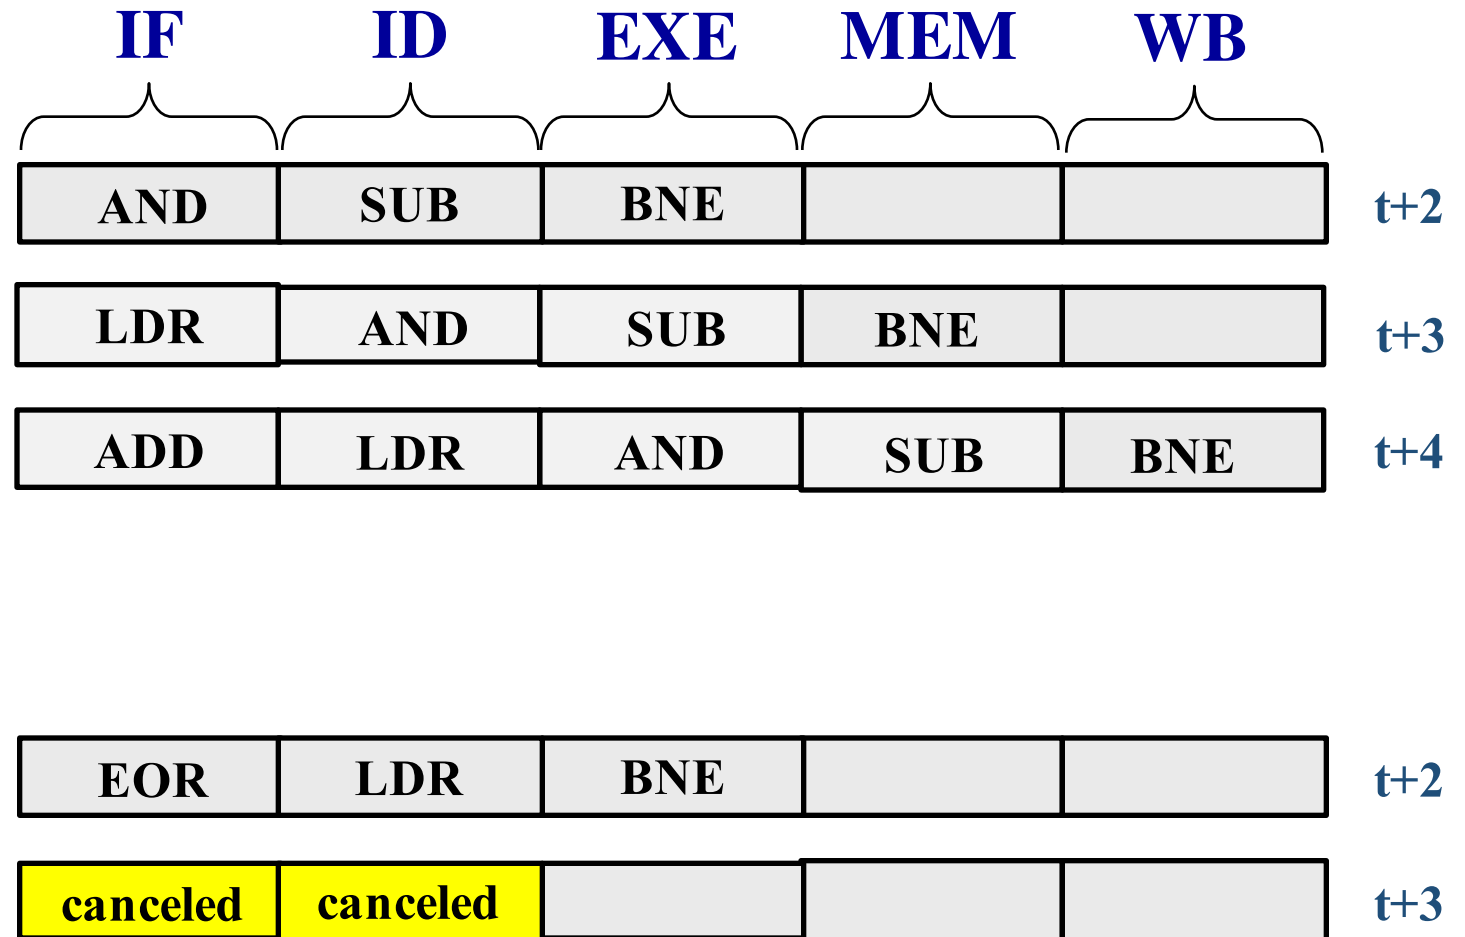 IF ID EXE MEM WB
AND SUB BNE t+2
LDR AND SUB BNE t+3
ADD LDR AND SUB BNE t+4
EOR LDR BNE t+2
canceled canceled t+3